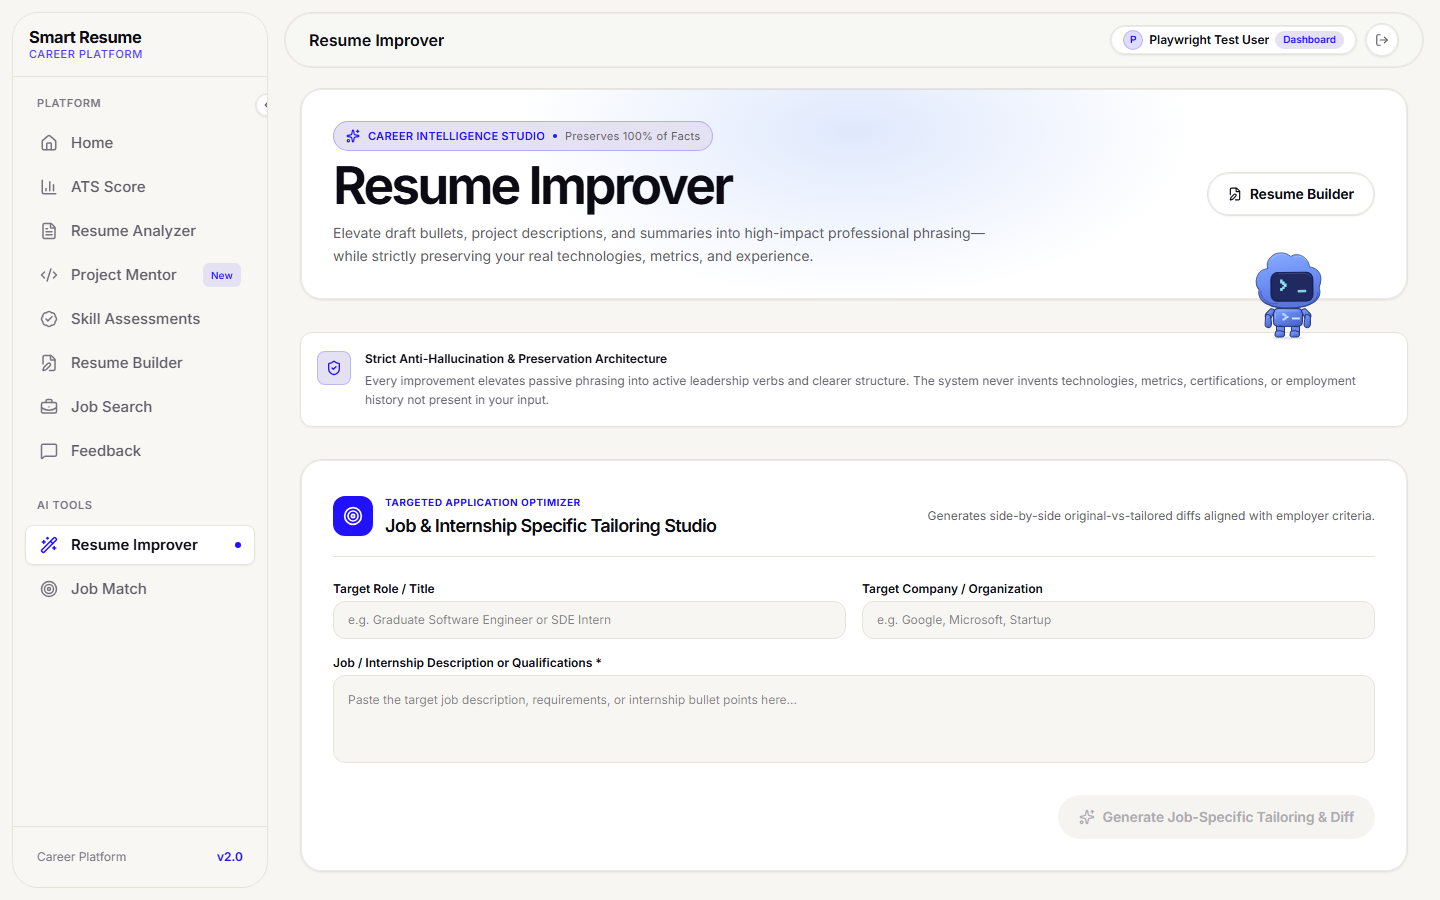 Smart Resume
CAREER PLATFORM
PLATFORM
Home
ATS Score
Resume Analyzer
Project Mentor
New
Skill Assessments
Resume Builder
Job Search
Feedback
AI TOOLS
Resume Improver
Job Match
Career Platform
v2.0
Resume Improver
P
Playwright Test User
Dashboard
CAREER INTELLIGENCE STUDIO • Preserves 100% of Facts
Resume Improver
Elevate draft bullets, project descriptions, and summaries into high-impact professional phrasing—
while strictly preserving your real technologies, metrics, and experience.
Resume Builder
Strict Anti-Hallucination & Preservation Architecture
Every improvement elevates passive phrasing into active leadership verbs and clearer structure. The system never invents technologies, metrics, certifications, or employment
history not present in your input.
TARGETED APPLICATION OPTIMIZER
Job & Internship Specific Tailoring Studio
Generates side-by-side original-vs-tailored diffs aligned with employer criteria.
Target Role / Title
e.g. Graduate Software Engineer or SDE Intern
Target Company / Organization
e.g. Google, Microsoft, Startup
Job / Internship Description or Qualifications *
Paste the target job description, requirements, or internship bullet points here...
Generate Job-Specific Tailoring & Diff